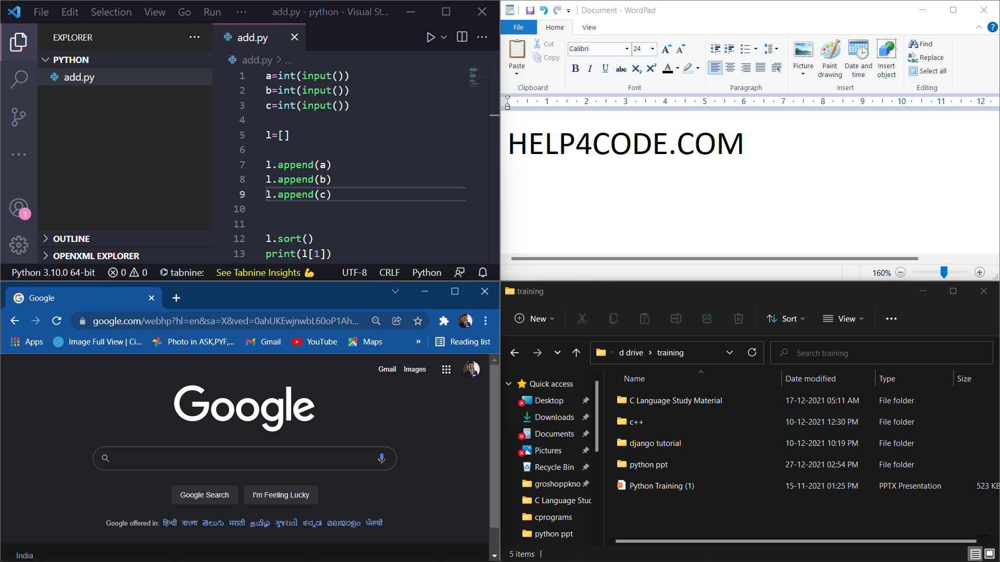 File Edit Selection View Go Run ··· add.py - python - Visual St...
EXPLORER ···
PYTHON
add.py
OUTLINE
OPENXML EXPLORER
1
add.py
add.py > ...
1 a=int(input())
2 b=int(input())
3 c=int(input())
4
5 l=[]
6
7 l.append(a)
8 l.append(b)
9 l.append(c)
10
11
12 l.sort()
13 print(l[1])
Python 3.10.0 64-bit 0 0 tabnine: See Tabnine Insights 💪 UTF-8 CRLF Python
Document - WordPad
File Home View
Paste Cut Copy
Clipboard
Calibri 24
B I U abc X₂ X² A
Font
Paragraph
Picture Paint drawing Date and time Insert object
Insert
Find
Replace
Select all
Editing
1 2 3 4 5 6 7 8 9 10 11 12
HELP4CODE.COM
160%
Google
google.com/webhp?hl=en&sa=X&ved=0ahUKEwjnwbL60oP1Ah...
Apps Image Full View | Ci... Photo in ASK,PYF,... Gmail YouTube Maps » Reading list
Gmail Images
Google
Google Search I'm Feeling Lucky
Google offered in: हिन्दी বাংলা తెలుగు मराठी தமிழ் ગુજરાતી ಕನ್ನಡ മലയാളം ਪੰਜਾਬੀ
India
training
New Sort View ···
« d drive > training Search training
Quick access
Desktop
Downloads
Documents
Pictures
Recycle Bin
groshoppkno
C Language Stuc
cprograms
python ppt
Name Date modified Type Size
C Language Study Material 17-12-2021 05:11 AM File folder
c++ 10-12-2021 12:30 PM File folder
django tutorial 10-12-2021 10:19 PM File folder
python ppt 27-12-2021 02:54 PM File folder
Python Training (1) 15-11-2021 01:25 PM PPTX Presentation 523 KB
5 items